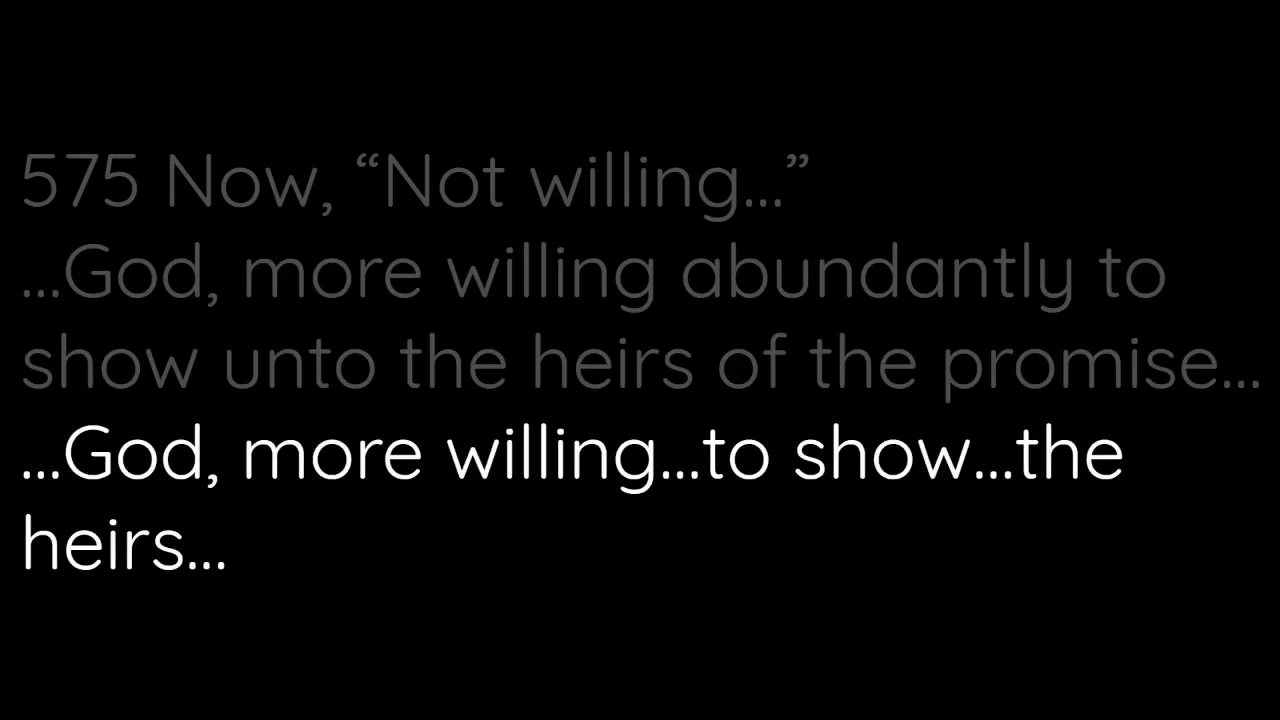 575 Now, “Not willing...”
...God, more willing abundantly to
show unto the heirs of the promise...
...God, more willing...to show...the
heirs...